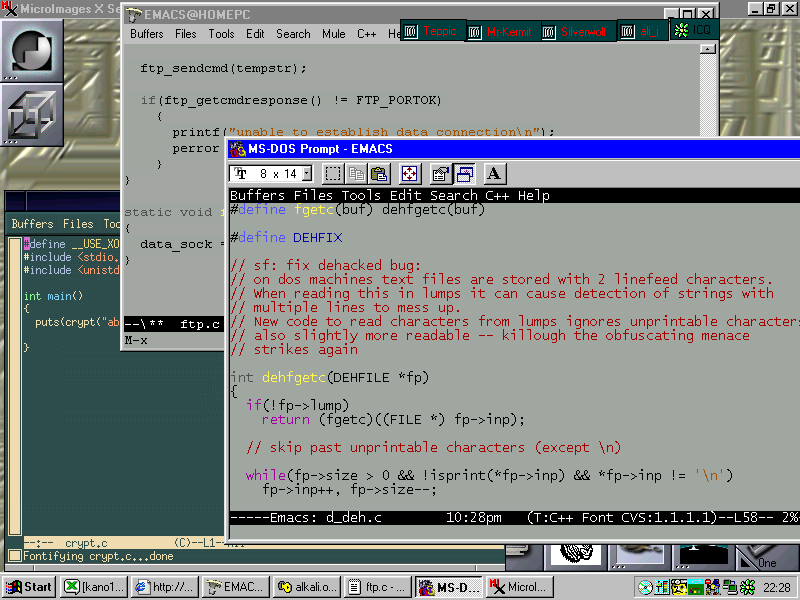 MicroImages X Se
EMACS@HOMEPC
Buffers Files Tools Edit Search Mule C++ He
Teppic
Mr-Kermit
Silverwolf
ali_i
ICQ
ftp_sendcmd(tempstr);
if(ftp_getcmdresponse() != FTP_PORTOK)
{
printf("unable to establish data connection\n");
perror
}
}
static void
{
data_sock =
}
--\** ftp.c
M-x
Buffers Files Too
#define __USE_XO
#include <stdio.
#include <unistd
int main()
{
puts(crypt("ab
}
--:-- crypt.c (C)--L1--All
Fontifying crypt.c...done
MS-DOS Prompt - EMACS
8 x 14
A
Buffers Files Tools Edit Search C++ Help
#define fgetc(buf) dehfgetc(buf)
#define DEHFIX
// sf: fix dehacked bug:
// on dos machines text files are stored with 2 linefeed characters.
// When reading this in lumps it can cause detection of strings with
// multiple lines to mess up.
// New code to read characters from lumps ignores unprintable characters
// also slightly more readable -- killough the obfuscating menace
// strikes again
int dehfgetc(DEHFILE *fp)
{
if(!fp->lump)
return (fgetc)((FILE *) fp->inp);
// skip past unprintable characters (except \n)
while(fp->size > 0 && !isprint(*fp->inp) && *fp->inp != '\n')
fp->inp++, fp->size--;
-----Emacs: d_deh.c 10:28pm (T:C++ Font CVS:1.1.1.1)--L58-- 2%
One
Start
[kano1...
http://...
EMAC...
alkali.o...
ftp.c - ...
MS-D...
MicroI...
22:28